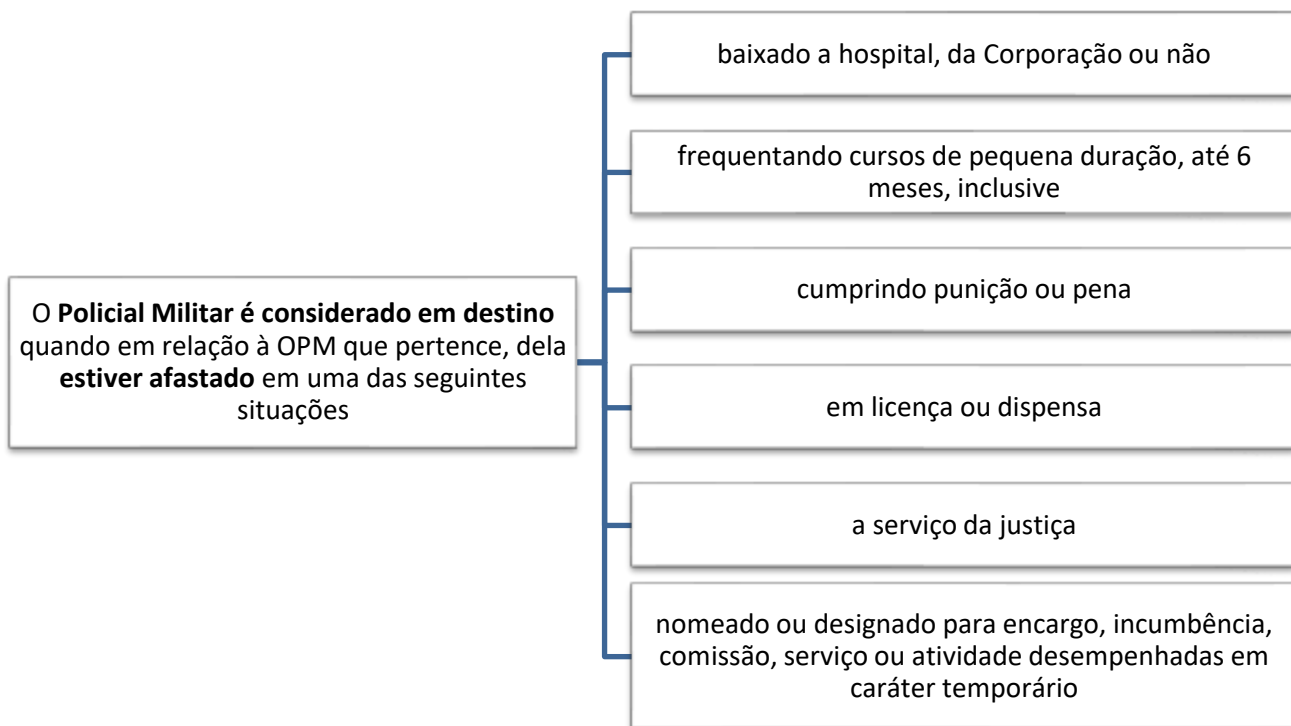 O Policial Militar é considerado em destino
quando em relação à OPM que pertence, dela
estiver afastado em uma das seguintes
situações
baixado a hospital, da Corporação ou não
frequentando cursos de pequena duração, até 6
meses, inclusive
cumprindo punição ou pena
em licença ou dispensa
a serviço da justiça
nomeado ou designado para encargo, incumbência,
comissão, serviço ou atividade desempenhadas em
caráter temporário